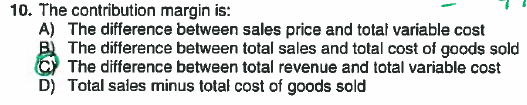 10. The contribution margin is:
A) The difference between sales price and total variable cost
B) The difference between total sales and total cost of goods sold
C) The difference between total revenue and total variable cost
D) Total sales minus total cost of goods sold